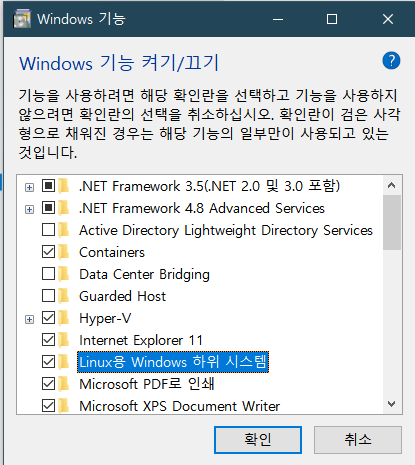 Windows 기능
Windows 기능 켜기/끄기
?
기능을 사용하려면 해당 확인란을 선택하고 기능을 사용하지
않으려면 확인란의 선택을 취소하십시오. 확인란이 검은 사각
형으로 채워진 경우는 해당 기능의 일부만이 사용되고 있는
것입니다.
.NET Framework 3.5(.NET 2.0 및 3.0 포함)
.NET Framework 4.8 Advanced Services
Active Directory Lightweight Directory Services
Containers
Data Center Bridging
Guarded Host
Hyper-V
Internet Explorer 11
Linux용 Windows 하위 시스템
Microsoft PDF로 인쇄
Microsoft XPS Document Writer
확인
취소